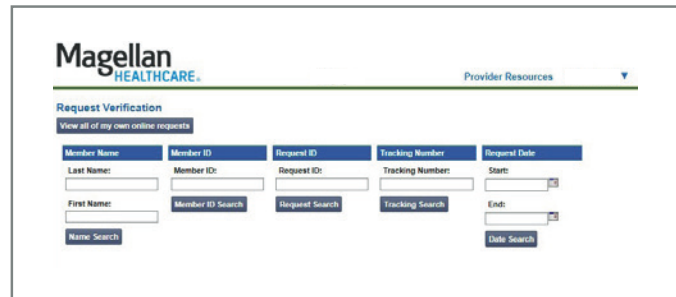 Magellan
HEALTHCARE®
Provider Resources
Request Verification
View all of my own online requests
Member Name
Last Name:
First Name:
Name Search
Member ID
Member ID:
Member ID Search
Request ID
Request ID:
Request Search
Tracking Number
Tracking Number:
Tracking Search
Request Date
Start:
End:
Date Search